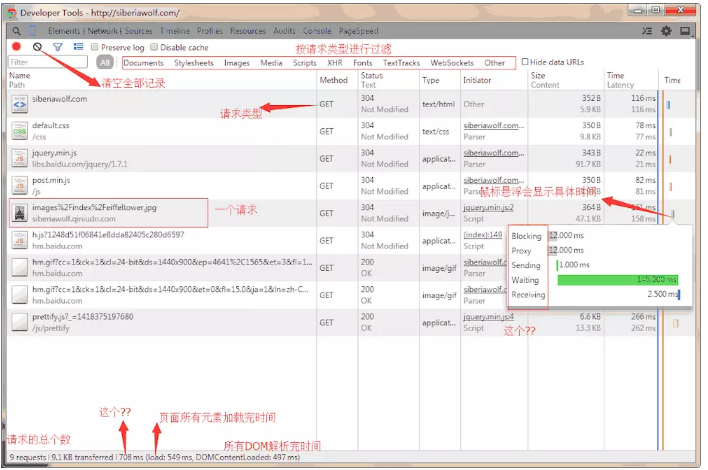 Developer Tools - http://siberiawolf.com/
Elements Network Sources Timeline Profiles Resources Audits Console PageSpeed
Preserve log Disable cache
按请求类型进行过滤
Filter All Documents Stylesheets Images Media Scripts XHR Fonts TextTracks WebSockets Other Hide data URLs
Name Method Status Type Initiator Size Time Time
Path Text Content Latency
清空全部记录
siberiawolf.com GET 304 text/html Other 352 B 116 ms
Not Modified 5.9 KB 116 ms
请求类型
default.css GET 304 text/css siberiawolf.com... 350 B 78 ms
/css Not Modified Parser 9.8 KB 77 ms
jquery.min.js GET 304 applicat... siberiawolf.com... 343 B 22 ms
libs.baidu.com/jquery/1.7.1 Not Modified Parser 91.7 KB 21 ms
post.min.js GET 304 applicat... siberiawolf.com... 350 B 82 ms
/js Not Modified Parser 81 ms
鼠标悬浮会显示具体时间
images%2Findex%2Feiffeltower.jpg GET 304 image/j... jquery.min.js:2 364 B
siberiawolf.qiniudn.com Not Modified Script 47.1 KB 158 ms
一个请求
h.js?1248d51f06841e8dda82405c280d6597 GET 304 applicat... (index):149
hm.baidu.com Not Modified Script
hm.gif?cc=1&ck=1&cl=24-bit&ds=1440x900&ep=4641%2C1565&et=3&fl=1... GET 200 image/gif siberiawolf.
hm.baidu.com OK Parser
hm.gif?cc=1&ck=1&cl=24-bit&ds=1440x900&et=0&fl=15.0&ja=1&ln=zh-C... GET 200 image/gif siberiawolf.
hm.baidu.com OK Parser
Blocking 12.000 ms
Proxy 12.000 ms
Sending 1.000 ms
Waiting 145.000 ms
Receiving 2.500 ms
prettify.js?_=1418375197680 GET 200 applicat... jquery.min.js:4 6.6 KB 266 ms
/js/prettify OK Script 13.3 KB 262 ms
这个??
这个??
页面所有元素加载完时间
请求的总个数
所有DOM解析完时间
9 requests | 9.1 KB transferred | 708 ms (load: 549 ms, DOMContentLoaded: 497 ms)